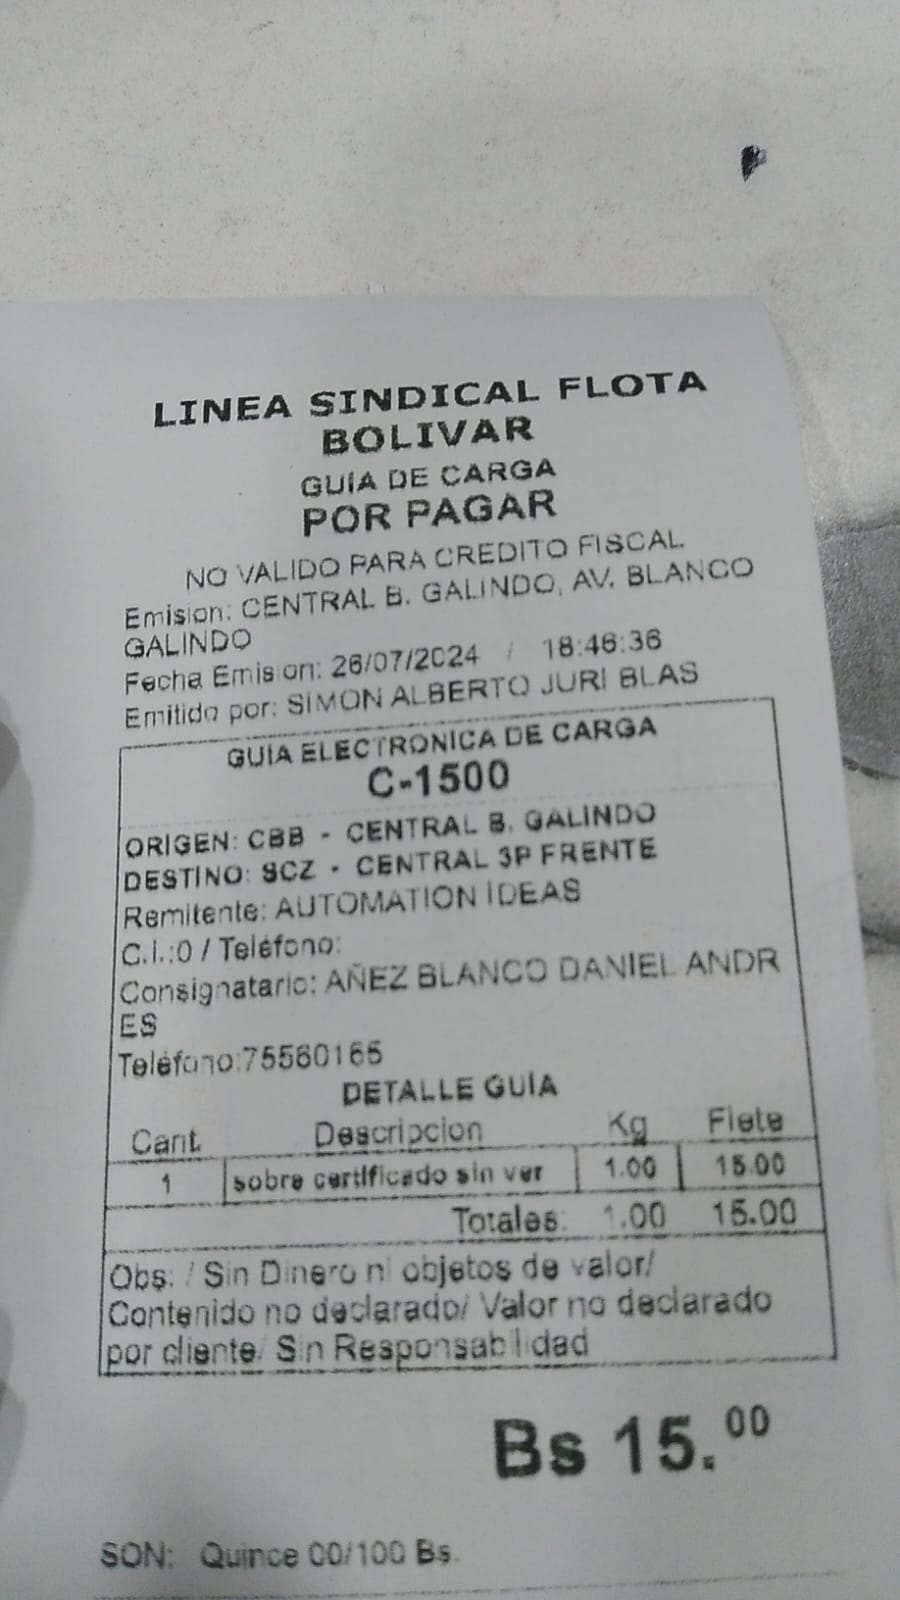 LINEA SINDICAL FLOTA
BOLIVAR
GUIA DE CARGA
POR PAGAR
NO VALIDO PARA CREDITO FISCAL
Emision: CENTRAL B. GALINDO, AV. BLANCO
GALINDO
Fecha Emision: 26/07/2024 / 18:46:36
Emitido por: SIMON ALBERTO JURI BLAS
GUIA ELECTRONICA DE CARGA
C-1500
ORIGEN: CBB - CENTRAL B. GALINDO
DESTINO: SCZ - CENTRAL 3P FRENTE
Remitente: AUTOMATION IDEAS
C.I.:0 / Teléfono:
Consignatario: AÑEZ BLANCO DANIEL ANDR
ES
Teléfono:75560165
DETALLE GUIA
Cant. Descripcion Kg Flete
1 sobre certificado sin ver 1.00 15.00
Totales: 1.00 15.00
Obs: / Sin Dinero ni objetos de valor/
Contenido no declarado/ Valor no declarado
por cliente/ Sin Responsabilidad
Bs 15.00
SON: Quince 00/100 Bs.